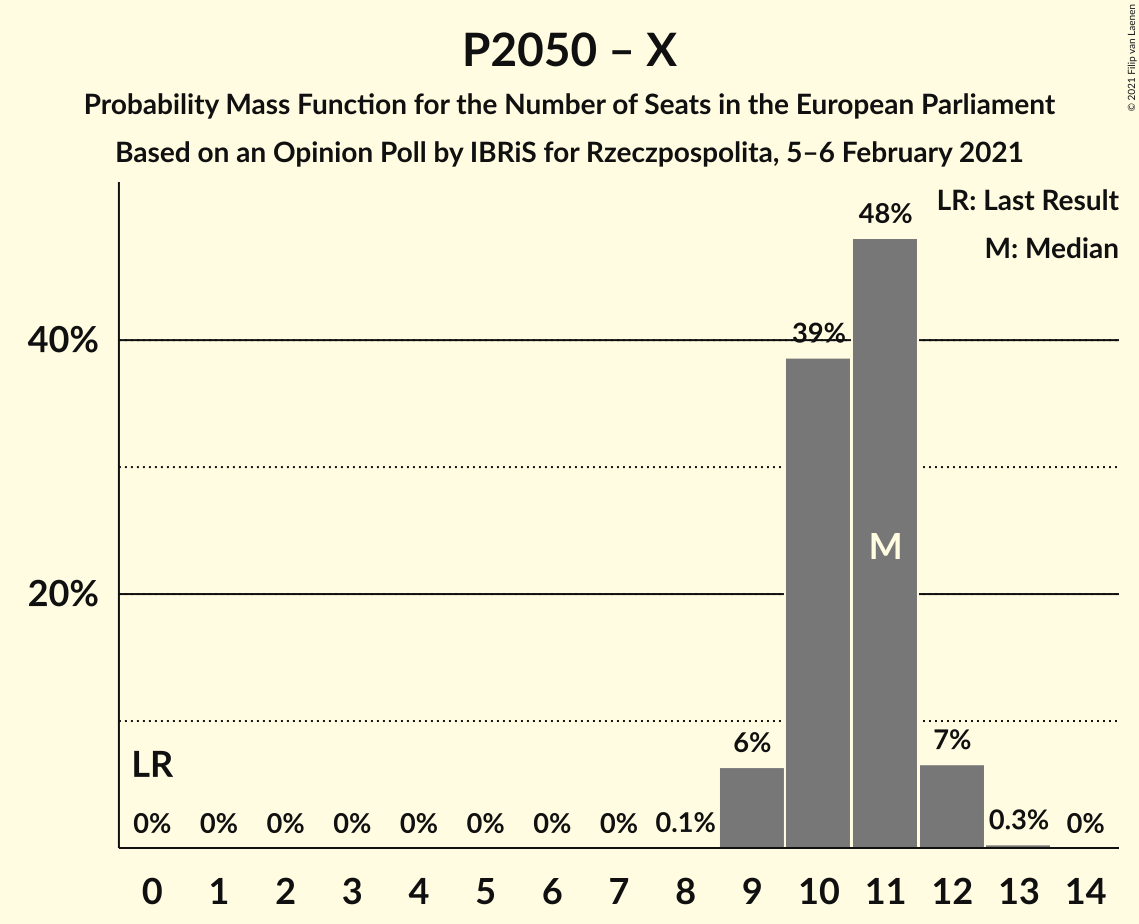 P2050 – X
Probability Mass Function for the Number of Seats in the European Parliament
Based on an Opinion Poll by IBRiS for Rzeczpospolita, 5–6 February 2021
© 2021 Filip van Laenen
LR: Last Result
M: Median
48%
39%
40%
M
20%
6%
7%
LR
0% 0% 0% 0% 0% 0% 0% 0% 0.1% 0.3% 0%
0 1 2 3 4 5 6 7 8 9 10 11 12 13 14